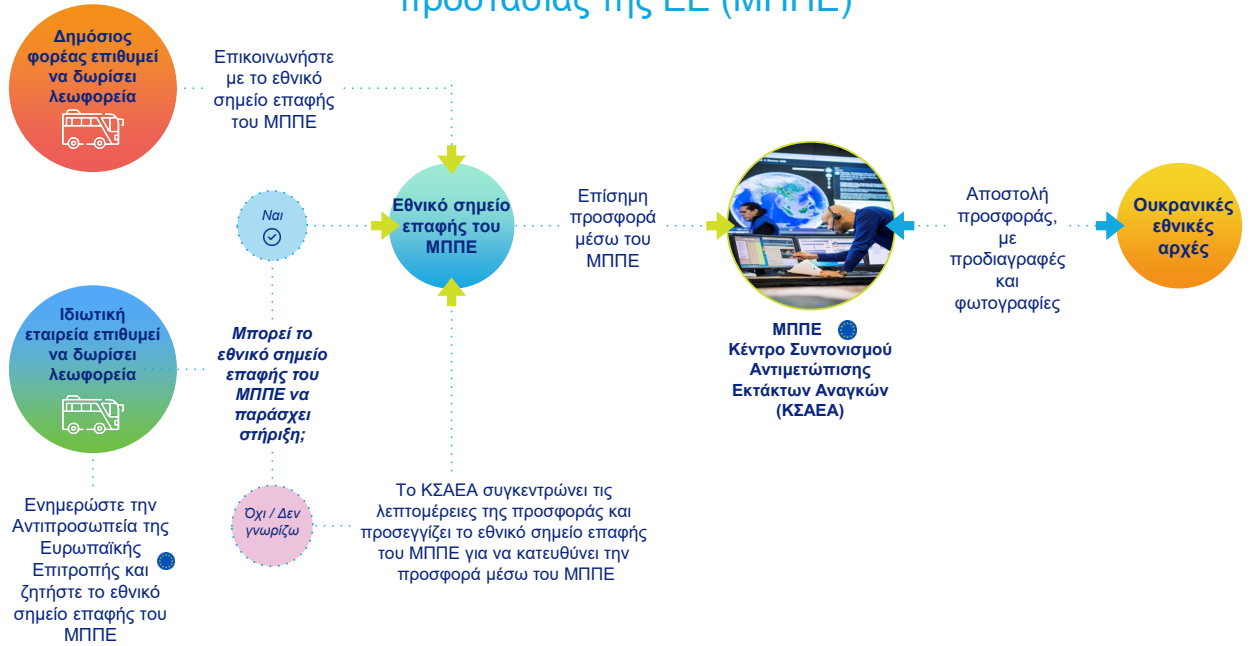 προστασίας της ΕΕ (ΜΠΠΕ)
Δημόσιος
φορέας επιθυμεί
να δωρίσει
λεωφορεία
Επικοινωνήστε
με το εθνικό
σημείο επαφής
του ΜΠΠΕ
Ναι
Εθνικό σημείο
επαφής του
ΜΠΠΕ
Επίσημη
προσφορά
μέσω του
ΜΠΠΕ
ΜΠΠΕ
Κέντρο Συντονισμού
Αντιμετώπισης
Εκτάκτων Αναγκών
(ΚΣΑΕΑ)
Αποστολή
προσφοράς,
με
προδιαγραφές
και
φωτογραφίες
Ουκρανικές
εθνικές
αρχές
Ιδιωτική
εταιρεία επιθυμεί
να δωρίσει
λεωφορεία
Μπορεί το
εθνικό σημείο
επαφής του
ΜΠΠΕ να
παράσχει
στήριξη;
Ενημερώστε την
Αντιπροσωπεία της
Ευρωπαϊκής
Επιτροπής και
ζητήστε το εθνικό
σημείο επαφής του
ΜΠΠΕ
Όχι / Δεν
γνωρίζω
Το ΚΣΑΕΑ συγκεντρώνει τις
λεπτομέρειες της προσφοράς και
προσεγγίζει το εθνικό σημείο επαφής
του ΜΠΠΕ για να κατευθύνει την
προσφορά μέσω του ΜΠΠΕ